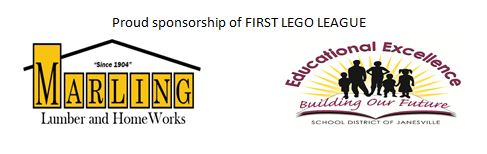 Proud sponsorship of FIRST LEGO LEAGUE
"Since 1904"
MARLING
Lumber and HomeWorks
Educational Excellence
Building Our Future
SCHOOL DISTRICT OF JANESVILLE